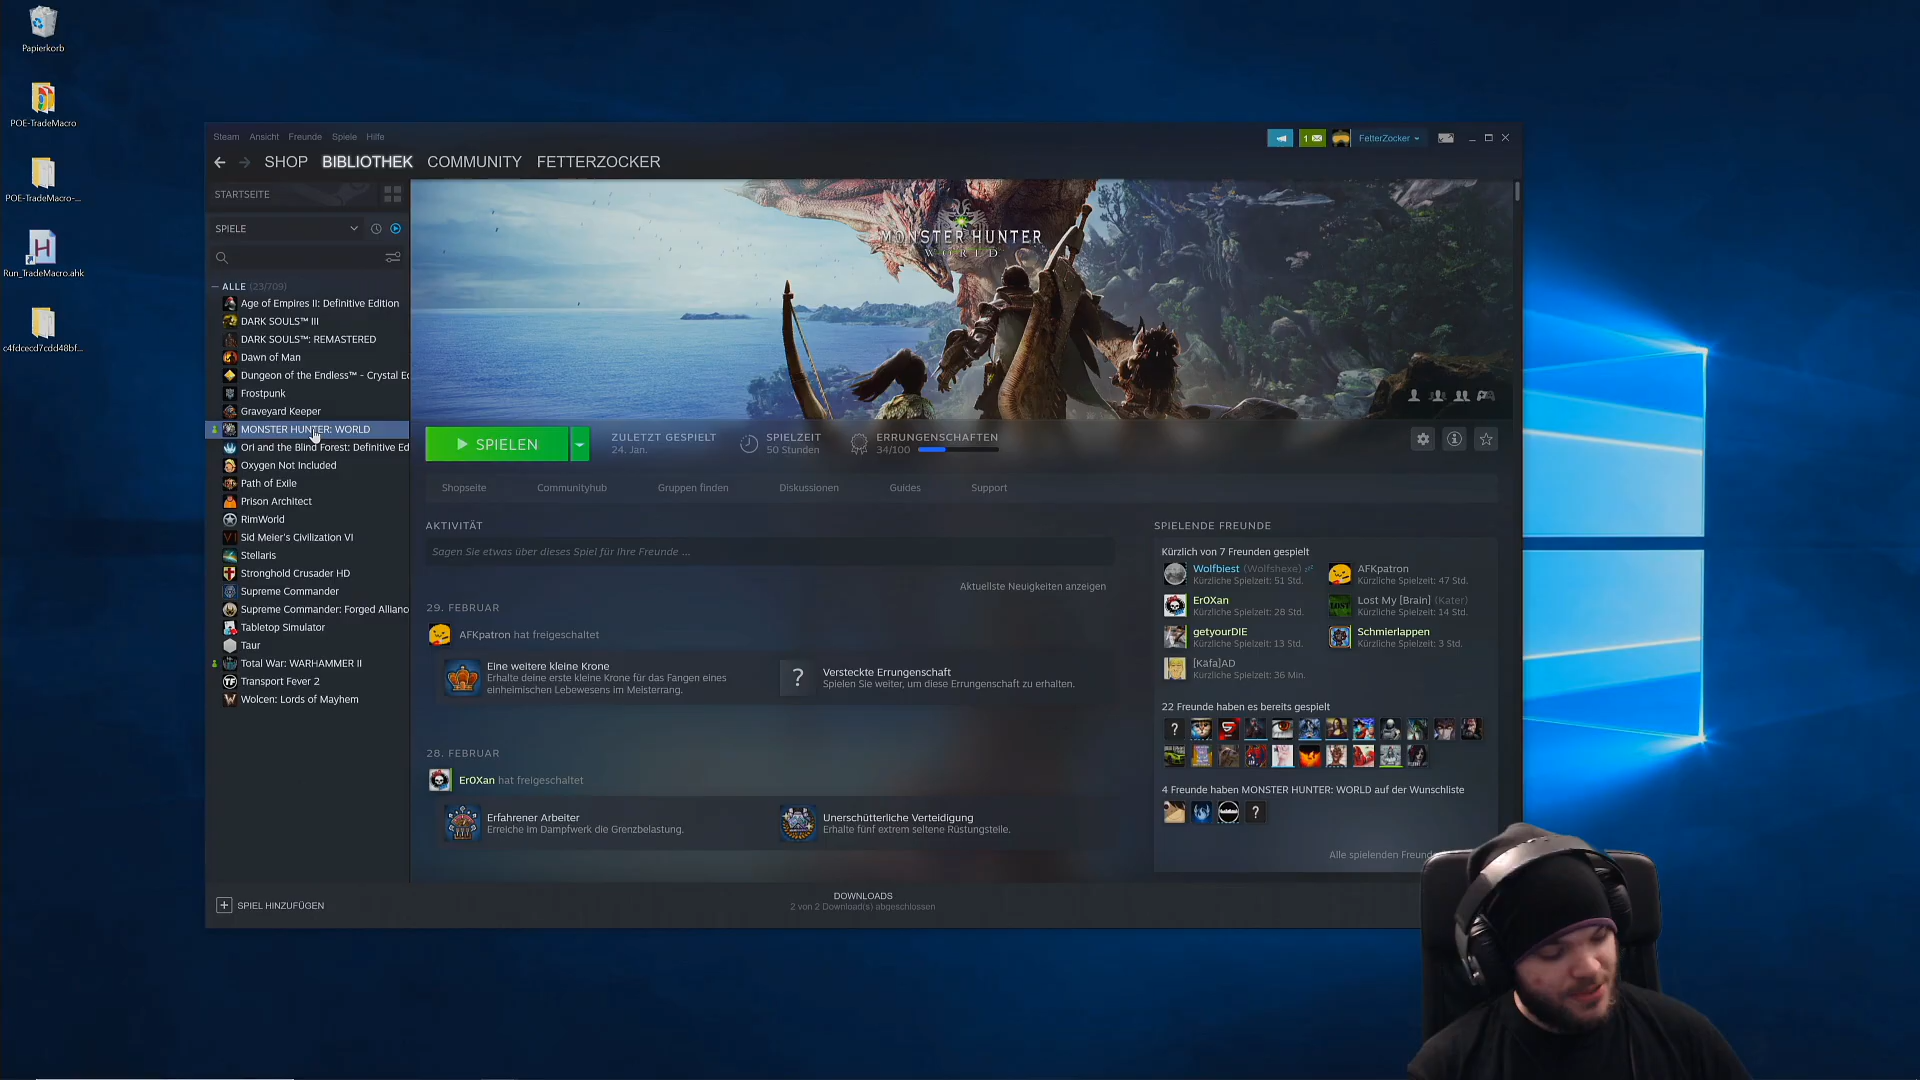 Papierkorb
POE-TradeMacro
POE-TradeMacro-...
Run_TradeMacro.ahk
c4fdcecd7cdd48bf...
Steam Ansicht Freunde Spiele Hilfe
1
FetterZocker
SHOP BIBLIOTHEK COMMUNITY FETTERZOCKER
STARTSEITE
SPIELE
ALLE (23/709)
Age of Empires II: Definitive Edition
DARK SOULS™ III
DARK SOULS™: REMASTERED
Dawn of Man
Dungeon of the Endless™ - Crystal Ed
Frostpunk
Graveyard Keeper
MONSTER HUNTER: WORLD
Ori and the Blind Forest: Definitive Ed
Oxygen Not Included
Path of Exile
Prison Architect
RimWorld
Sid Meier's Civilization VI
Stellaris
Stronghold Crusader HD
Supreme Commander
Supreme Commander: Forged Allianc
Tabletop Simulator
Taur
Total War: WARHAMMER II
Transport Fever 2
Wolcen: Lords of Mayhem
SPIEL HINZUFÜGEN
MONSTER HUNTER
WORLD
SPIELEN
ZULETZT GESPIELT
24. Jan.
SPIELZEIT
50 Stunden
ERRUNGENSCHAFTEN
34/100
Shopseite Communityhub Gruppen finden Diskussionen Guides Support
AKTIVITÄT
Sagen Sie etwas über dieses Spiel für Ihre Freunde ...
Aktuellste Neuigkeiten anzeigen
29. FEBRUAR
AFKpatron hat freigeschaltet
Eine weitere kleine Krone
Erhalte deine erste kleine Krone für das Fangen eines
einheimischen Lebewesens im Meisterrang.
?
Versteckte Errungenschaft
Spielen Sie weiter, um diese Errungenschaft zu erhalten.
28. FEBRUAR
Er0Xan hat freigeschaltet
Erfahrener Arbeiter
Erreiche im Dampfwerk die Grenzbelastung.
Unerschütterliche Verteidigung
Erhalte fünf extrem seltene Rüstungsteile.
SPIELENDE FREUNDE
Kürzlich von 7 Freunden gespielt
Wolfbiest (Wolfshexe)
Kürzliche Spielzeit: 51 Std.
AFKpatron
Kürzliche Spielzeit: 47 Std.
Er0Xan
Kürzliche Spielzeit: 28 Std.
Lost My [Brain] (Kater)
Kürzliche Spielzeit: 14 Std.
getyourDIE
Kürzliche Spielzeit: 13 Std.
Schmierlappen
Kürzliche Spielzeit: 3 Std.
[Käfa]AD
Kürzliche Spielzeit: 36 Min.
22 Freunde haben es bereits gespielt
?
4 Freunde haben MONSTER HUNTER: WORLD auf der Wunschliste
?
Alle spielenden Freund
DOWNLOADS
2 von 2 Download(s) abgeschlossen